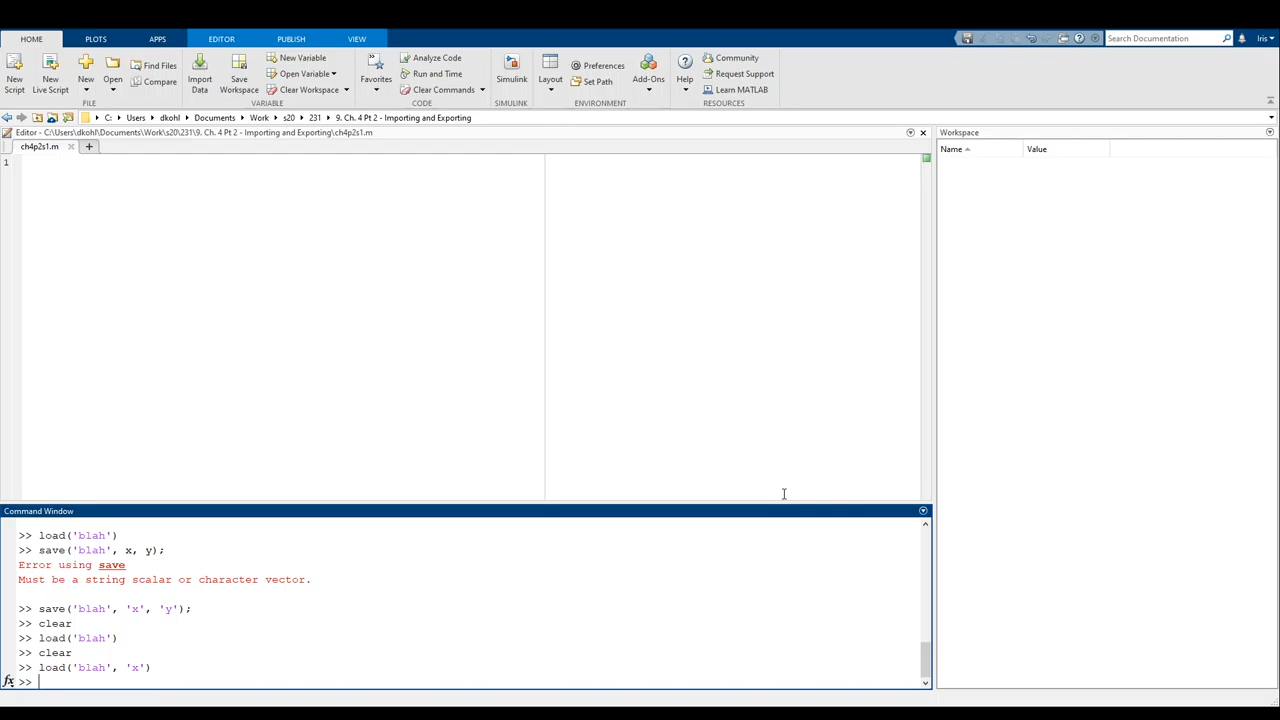 HOME PLOTS APPS EDITOR PUBLISH VIEW Search Documentation Iris
New Script
New Live Script
New
Open
Find Files
Compare
FILE
Import Data
Save Workspace
New Variable
Open Variable
Clear Workspace
VARIABLE
Favorites
Analyze Code
Run and Time
Clear Commands
CODE
Simulink
SIMULINK
Layout
Preferences
Set Path
Add-Ons
ENVIRONMENT
Help
Community
Request Support
Learn MATLAB
RESOURCES
C: Users dkohl Documents Work s20 231 9. Ch. 4 Pt 2 - Importing and Exporting
Editor - C:\Users\dkohl\Documents\Work\s20\231\9. Ch. 4 Pt 2 - Importing and Exporting\ch4p2s1.m
ch4p2s1.m
1
Workspace
Name Value
Command Window
>> load('blah')
>> save('blah', x, y);
Error using save
Must be a string scalar or character vector.
>> save('blah', 'x', 'y');
>> clear
>> load('blah')
>> clear
>> load('blah', 'x')
fx >>